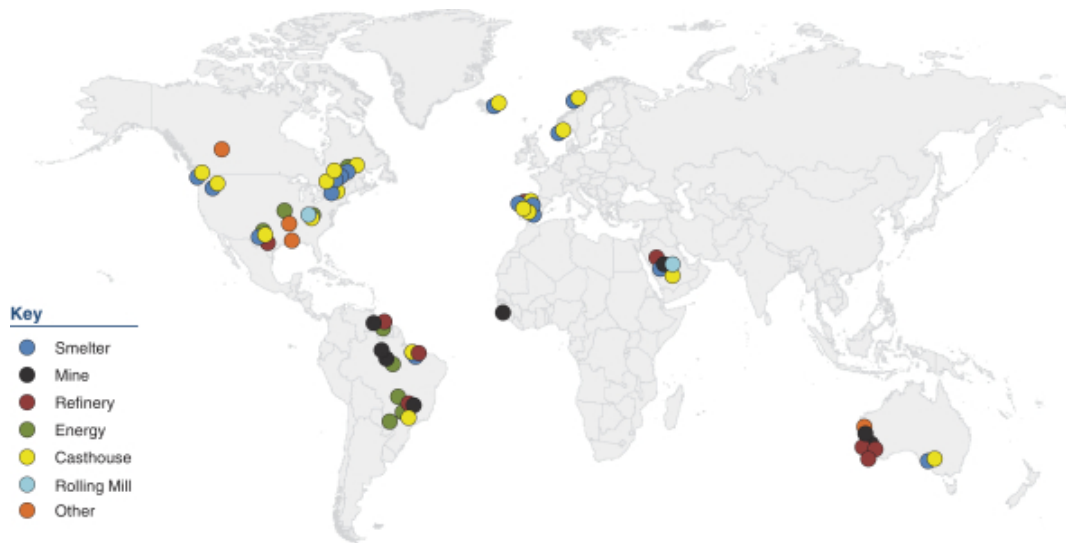 Key
Smelter
Mine
Refinery
Energy
Casthouse
Rolling Mill
Other